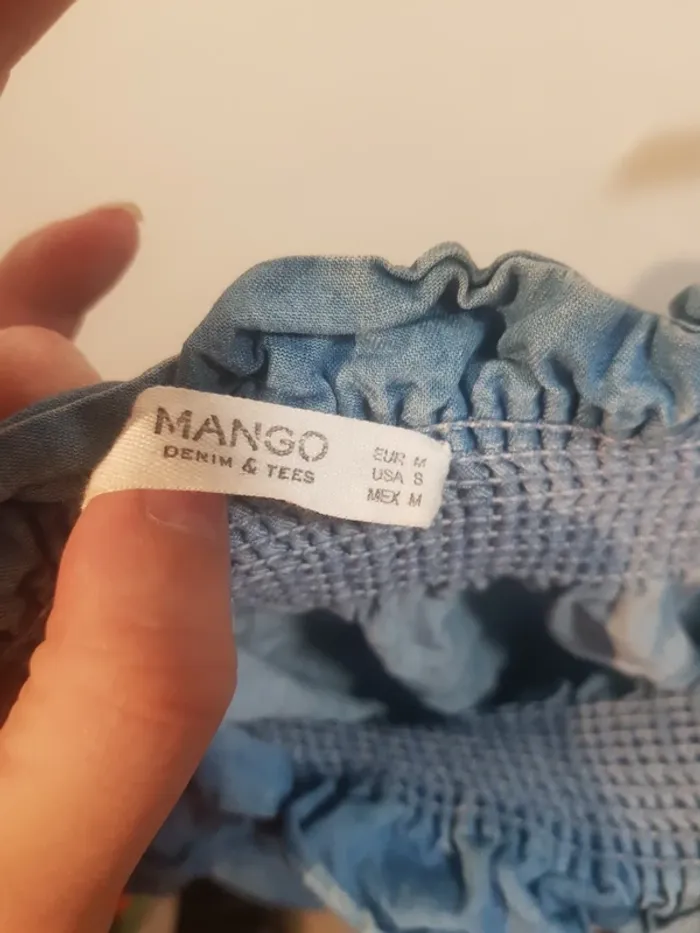 MANGO
DENIM & TEES
EUR M
USA S
MEX M